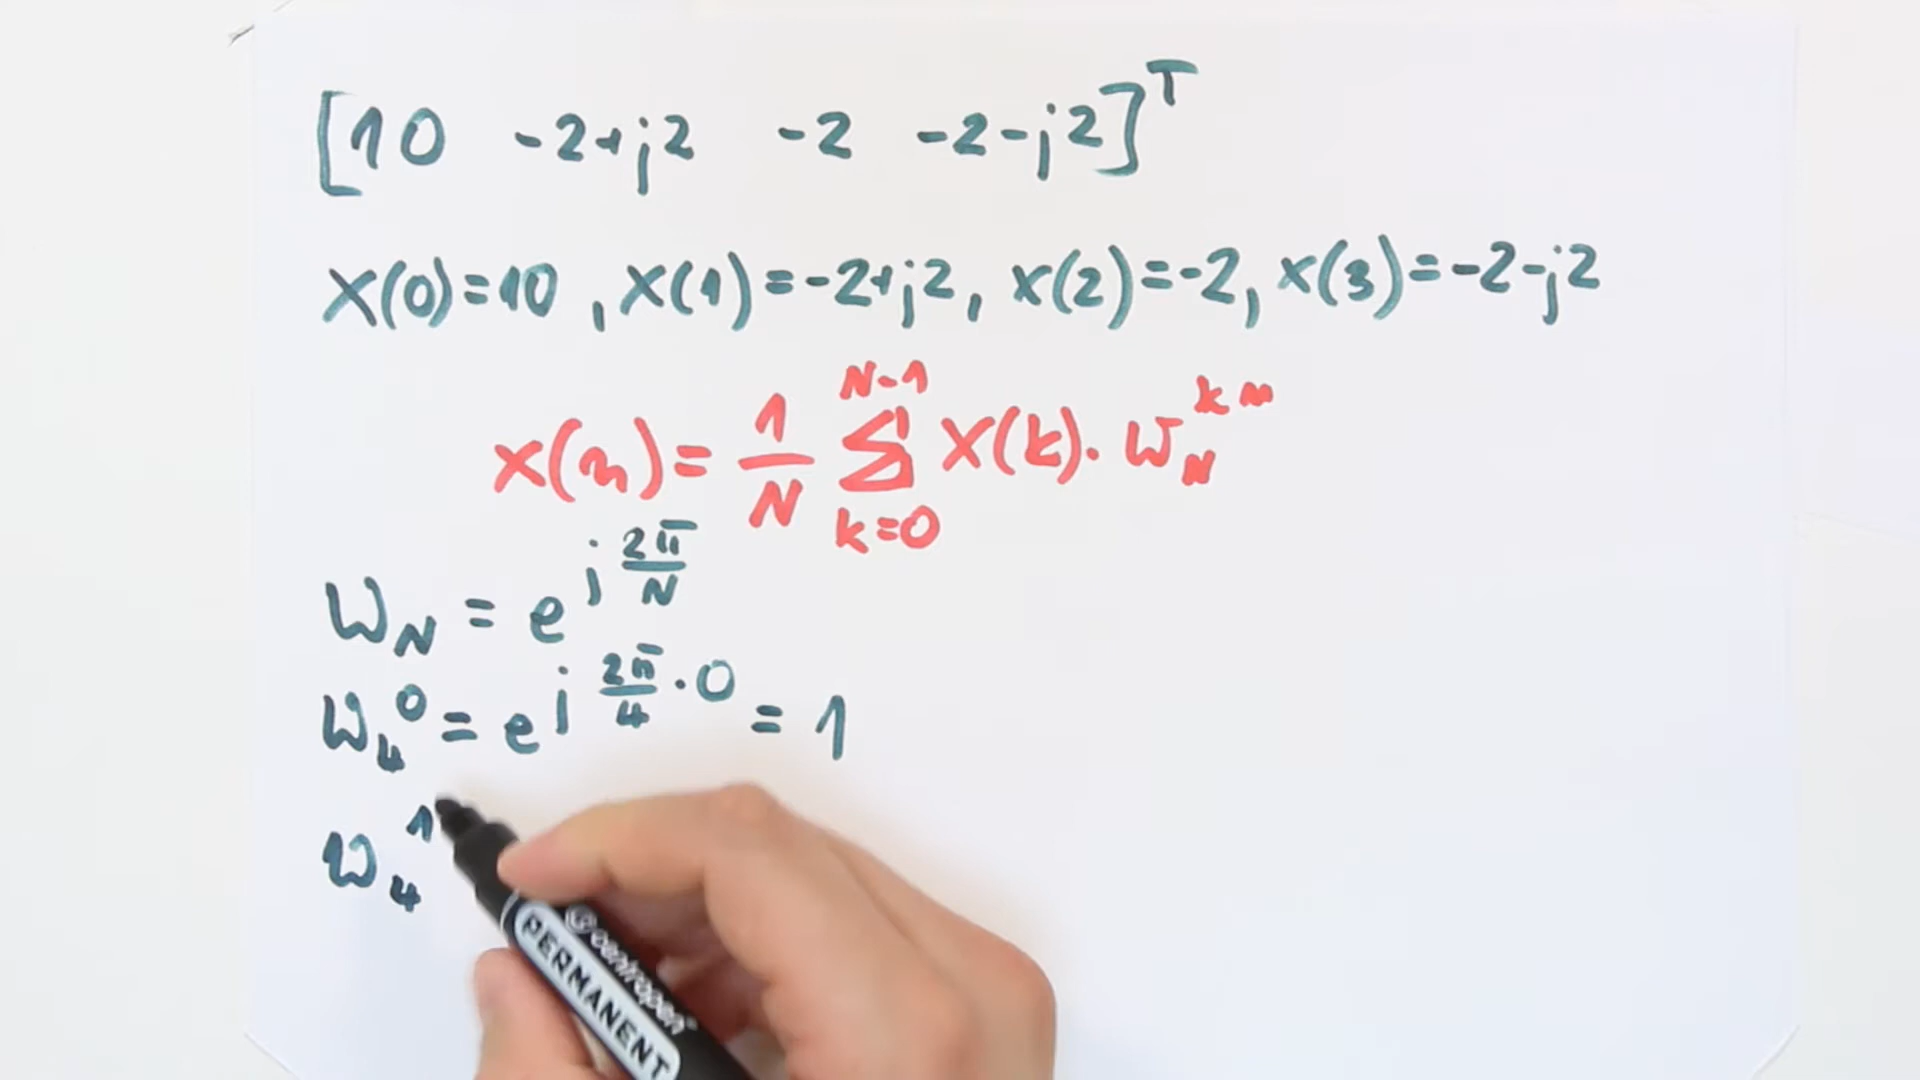 [10 -2+j2 -2 -2-j2]ᵀ
X(0)=10, X(1)=-2+j2, X(2)=-2, X(3)=-2-j2
x(n) = 1/N ∑_{k=0}^{N-1} X(k)·W_N^{kn}
W_N = e^{j 2π/N}
W_4^0 = e^{j 2π/4 · 0} = 1
W_4^1
centropen
PERMANENT